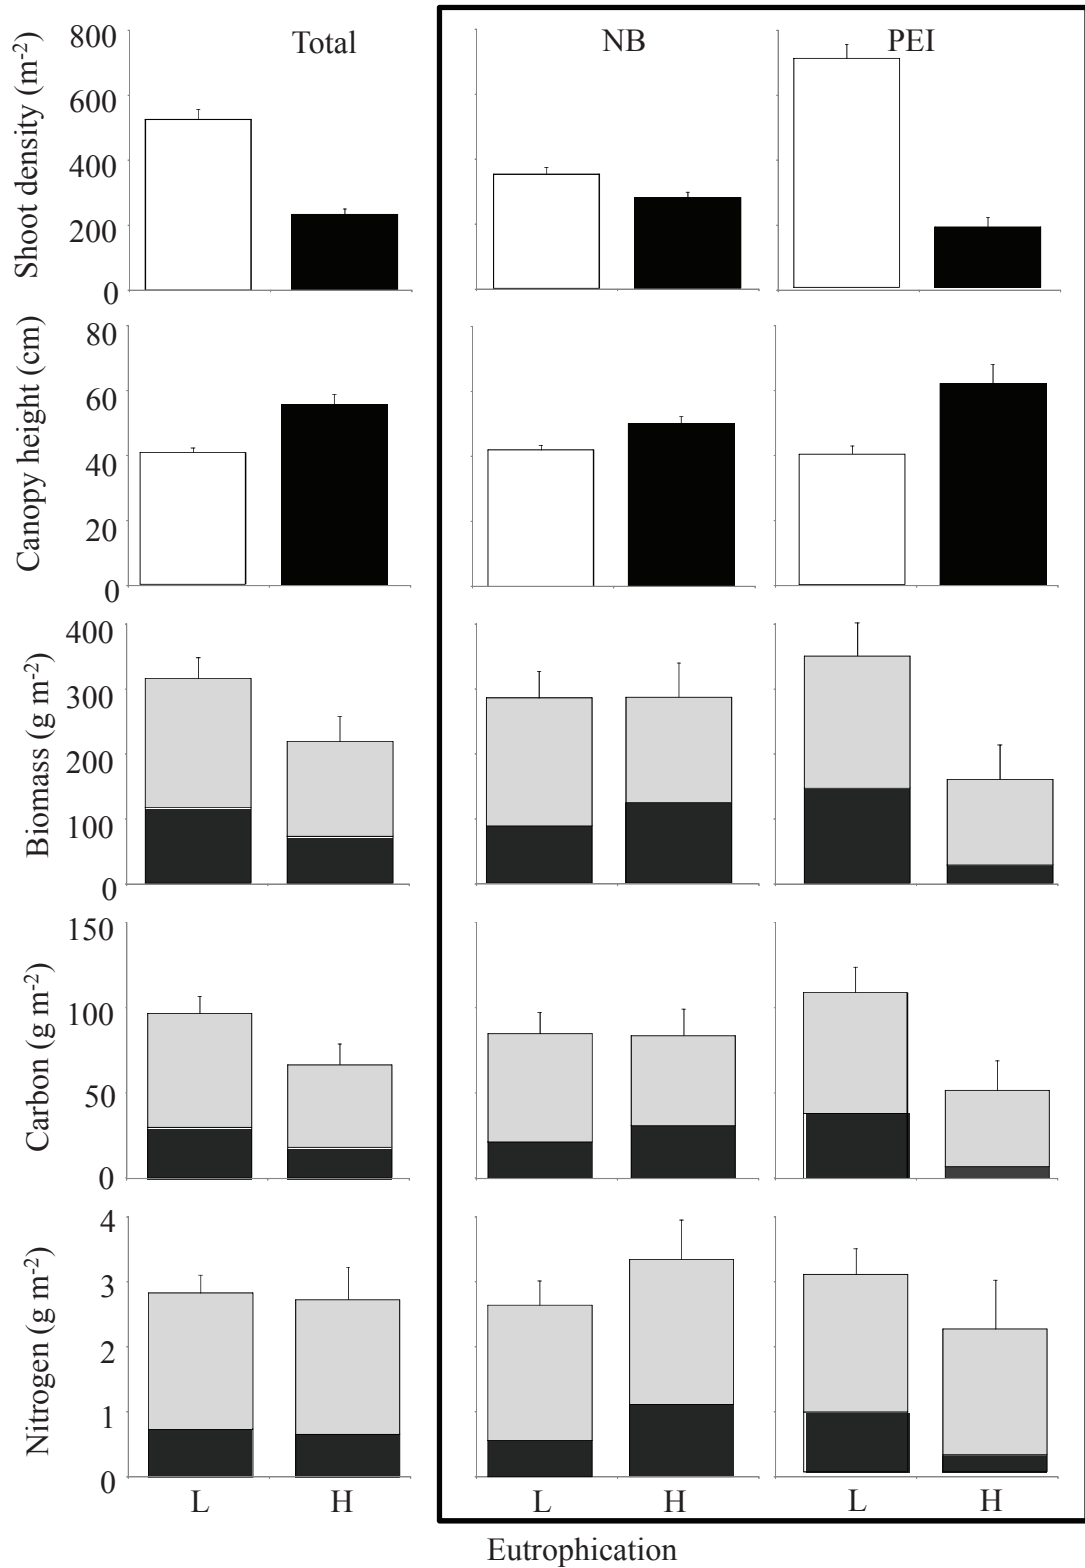 Total
NB
PEI
Shoot density (m-2)
800
600
400
200
0
Canopy height (cm)
80
60
40
20
0
Biomass (g m-2)
400
300
200
100
0
Carbon (g m-2)
150
100
50
0
Nitrogen (g m-2)
4
3
2
1
0
L
H
L
H
L
H
Eutrophication